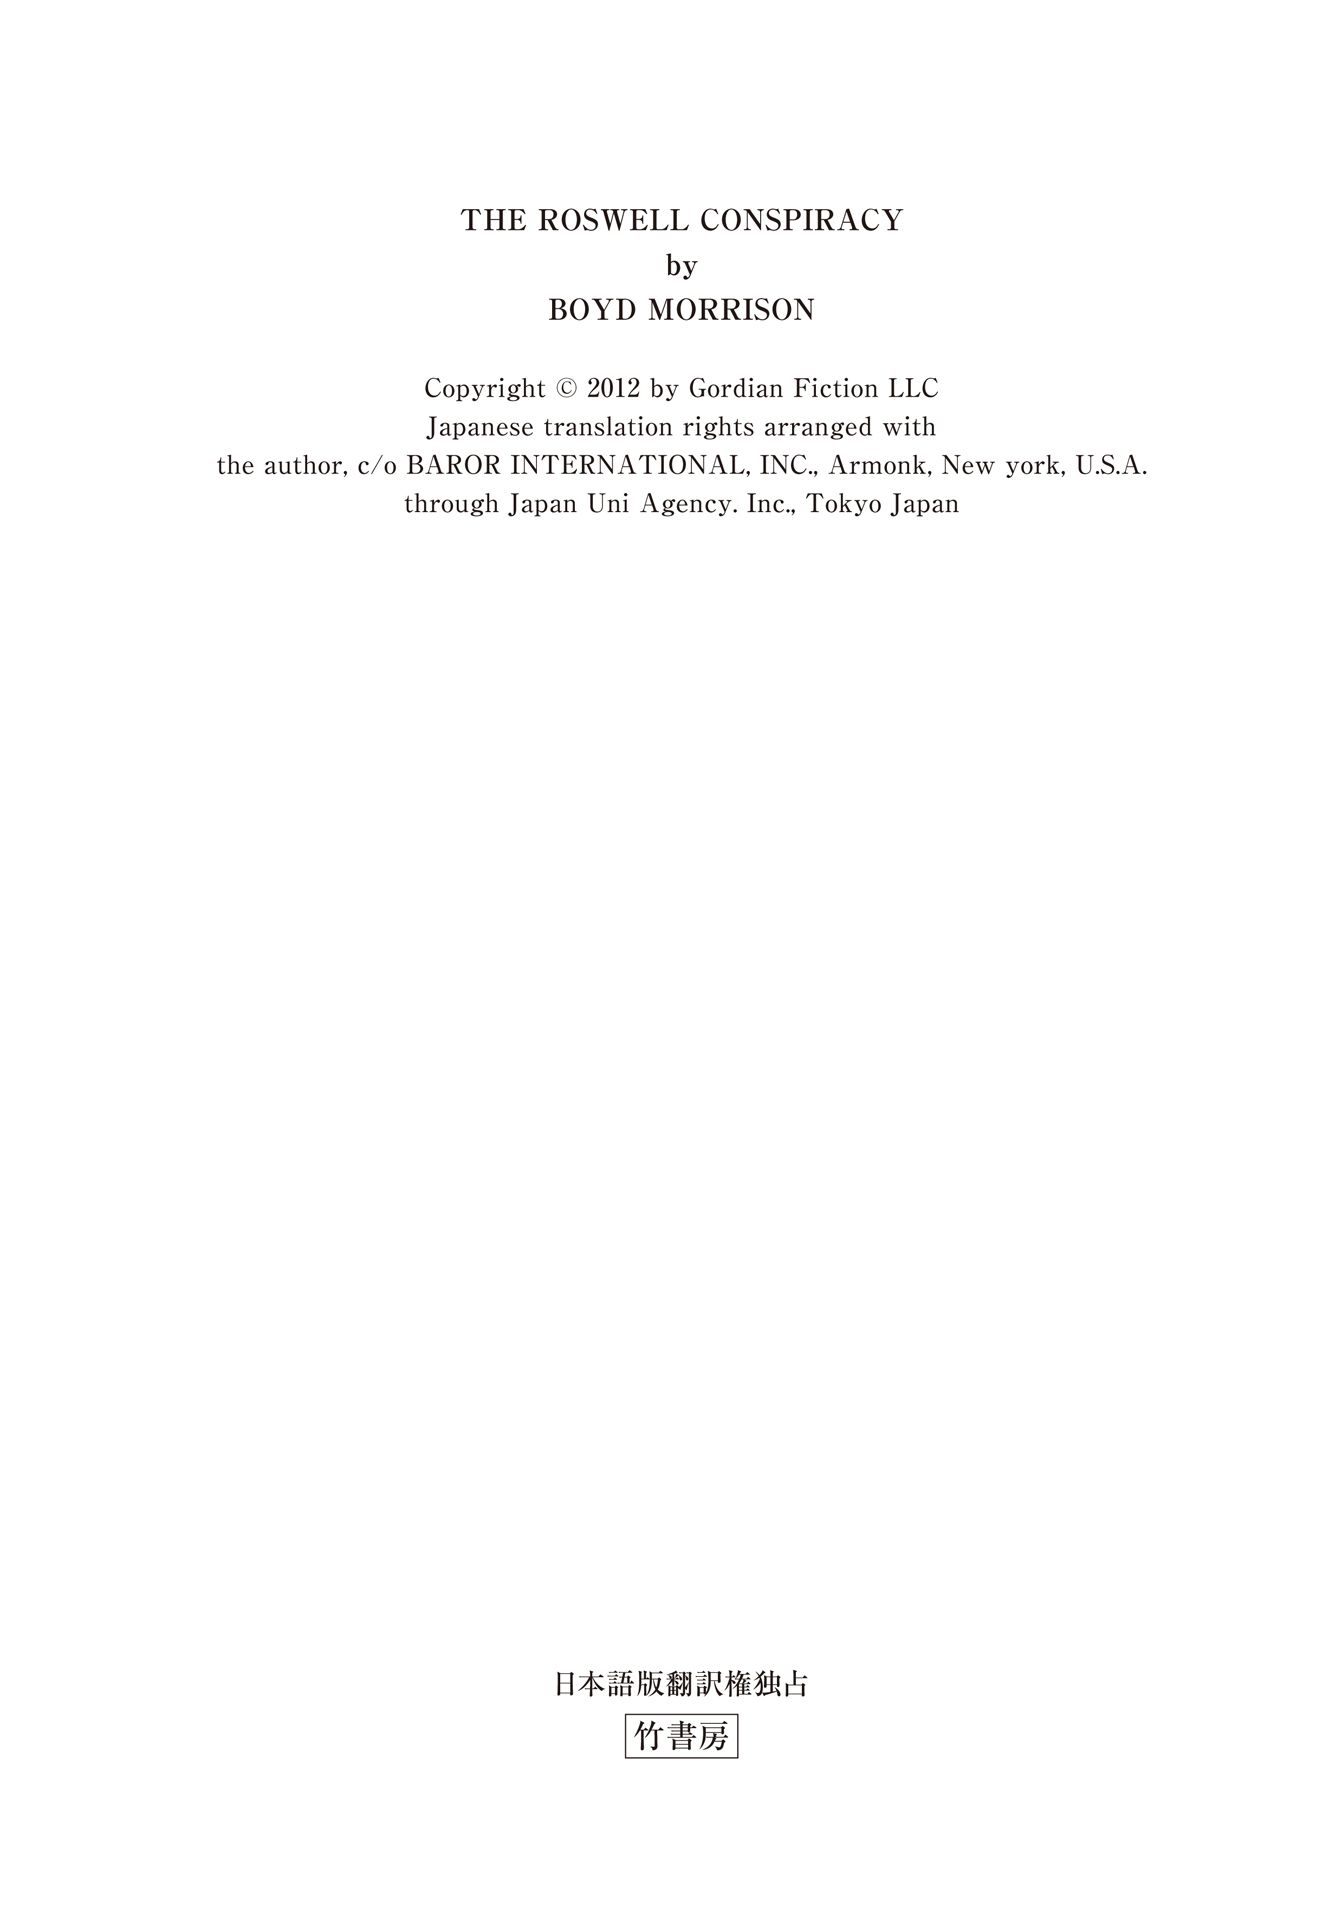 THE ROSWELL CONSPIRACY
by
BOYD MORRISON
Copyright © 2012 by Gordian Fiction LLC
Japanese translation rights arranged with
the author, c/o BAROR INTERNATIONAL, INC., Armonk, New york, U.S.A.
through Japan Uni Agency. Inc., Tokyo Japan
日本語版翻訳権独占
竹書房